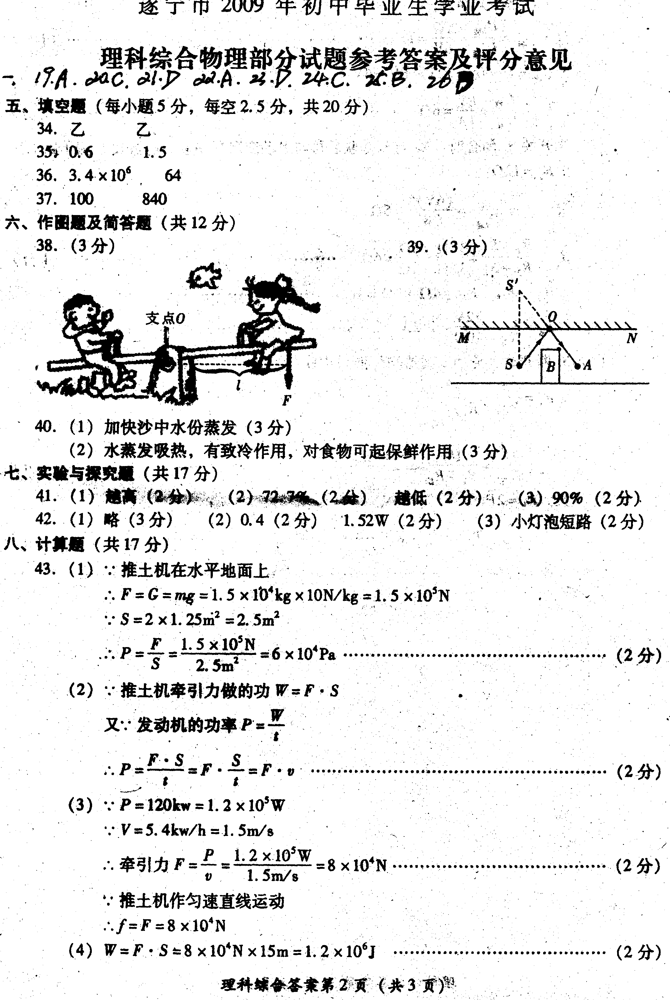 遂宁市2009年初中毕业生学业考试
理科综合物理部分试题参考答案及评分意见
一、19.A. 20C. 21.D 22.A. 23.D. 24.C. 25.B. 26 D
五、填空题（每小题5分，每空2.5分，共20分）
34. 乙 乙
35. 0.6 1.5
36. 3.4×10⁶ 64
37. 100 840
六、作图题及简答题（共12分）
38.（3分） 39.（3分）
支点O
l
F
S′
O
M N
S B A
40.（1）加快沙中水份蒸发（3分）
（2）水蒸发吸热，有致冷作用，对食物可起保鲜作用（3分）
七、实验与探究题（共17分）
41.（1）越高（2分） （2）72.7%（2分） 越低（2分） （3）90%（2分）
42.（1）略（3分） （2）0.4（2分） 1.52W（2分） （3）小灯泡短路（2分）
八、计算题（共17分）
43.（1）∵推土机在水平地面上
∴F=G=mg=1.5×10⁴kg×10N/kg=1.5×10⁵N
∵S=2×1.25m²=2.5m²
∴P=F/S=1.5×10⁵N/2.5m²=6×10⁴Pa ……………………（2分）
（2）∵推土机牵引力做的功W=F·S
又∵发动机的功率P=W/t
∴P=F·S/t=F·S/t=F·v ……………………（2分）
（3）∵P=120kw=1.2×10⁵W
∵V=5.4kw/h=1.5m/s
∴牵引力F=P/v=1.2×10⁵W/1.5m/s=8×10⁴N ……………………（2分）
∵推土机作匀速直线运动
∴f=F=8×10⁴N
（4）W=F·S=8×10⁴N×15m=1.2×10⁶J ……………………（2分）
理科综合答案第2页（共3页）